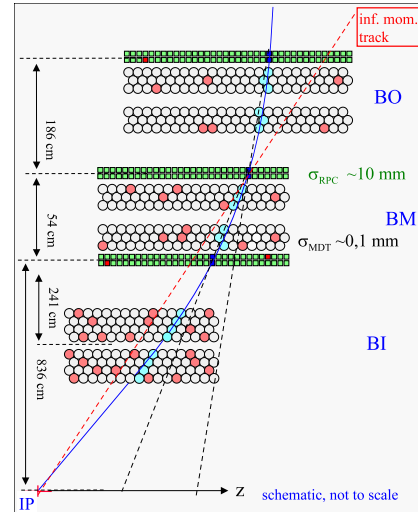 inf. mom.
track
BO
186 cm
σRPC ~10 mm
BM
54 cm
σMDT ~0,1 mm
241 cm
BI
836 cm
IP
z
schematic, not to scale